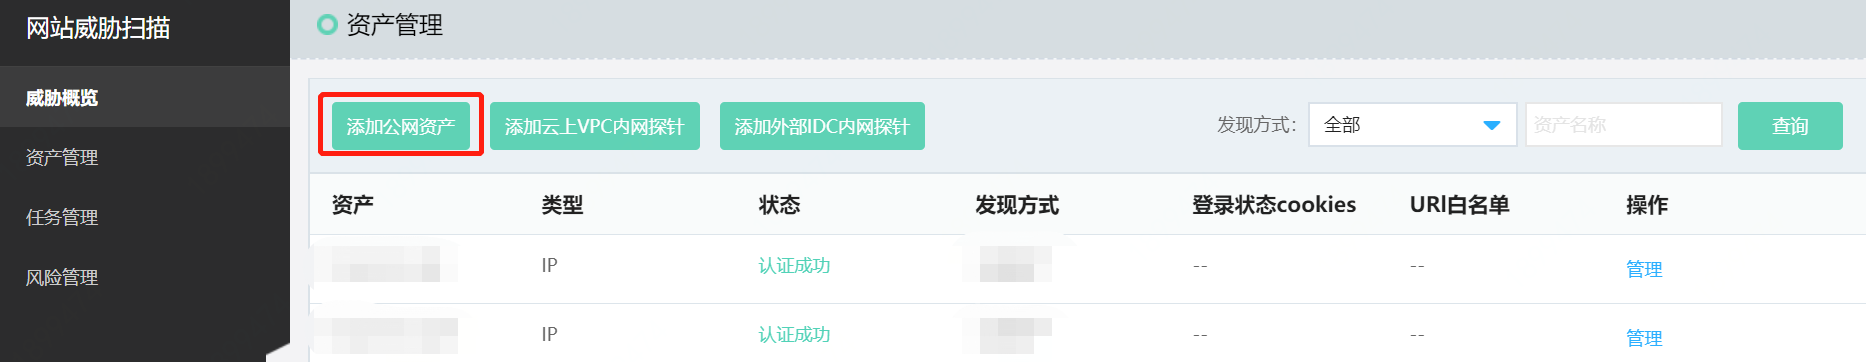 网站威胁扫描
威胁概览
资产管理
任务管理
风险管理
资产管理
添加公网资产 添加云上VPC内网探针 添加外部IDC内网探针 发现方式: 全部 资产名称 查询
资产 类型 状态 发现方式 登录状态cookies URl白名单 操作
IP 认证成功 -- -- 管理
IP 认证成功 -- -- 管理